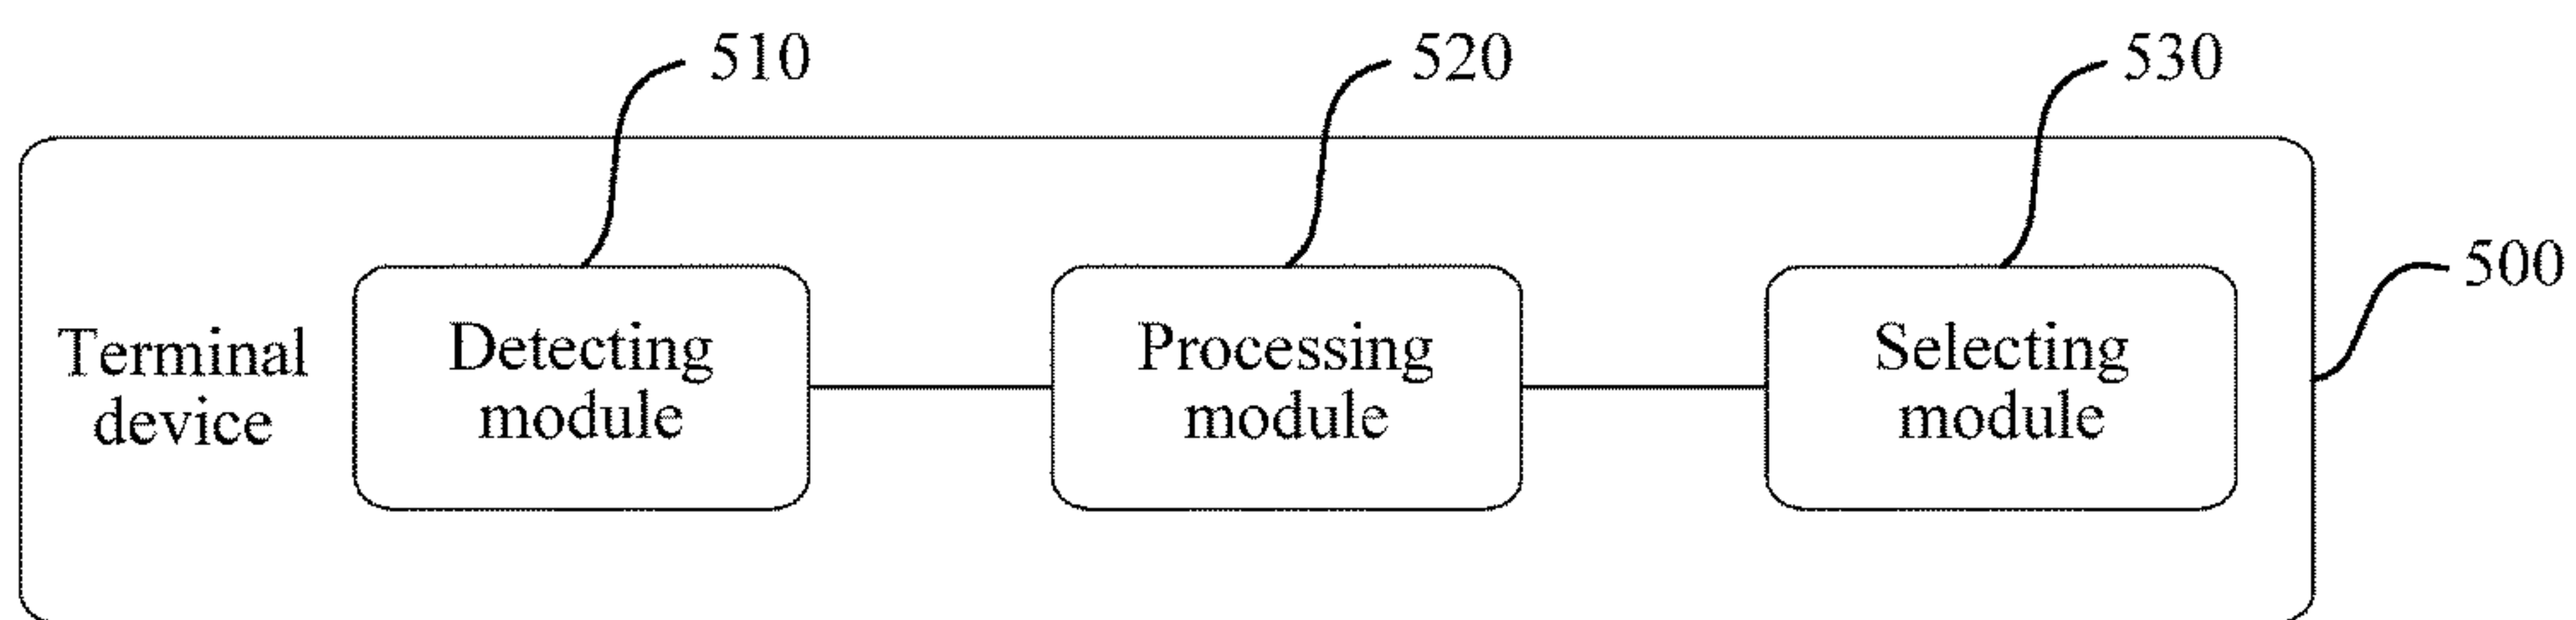 510
520
530
500
Terminal
device
Detecting
module
Processing
module
Selecting
module